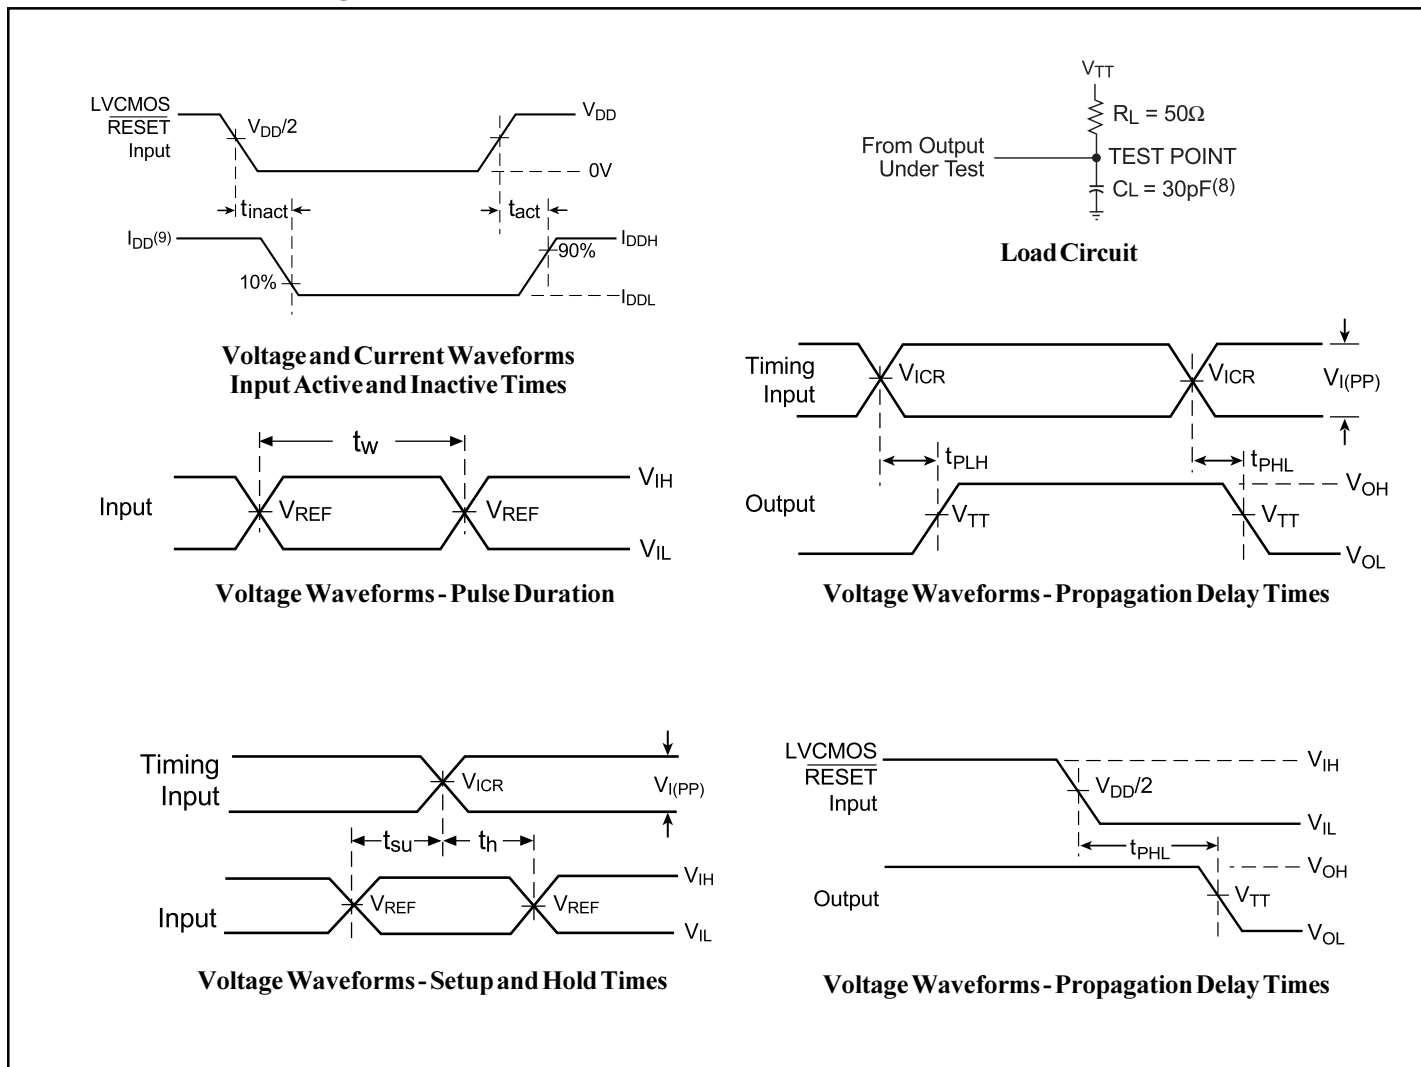 LVCMOS
RESET
Input
VDD/2
VDD
0V
tinact
tact
IDD(9)
IDDH
90%
10%
IDDL
Voltage and Current Waveforms
Input Active and Inactive Times
VTT
RL = 50Ω
From Output
Under Test
TEST POINT
CL = 30pF(8)
Load Circuit
tw
Input
VREF
VREF
VIH
VIL
Voltage Waveforms - Pulse Duration
Timing
Input
VICR
VICR
VI(PP)
tPLH
tPHL
Output
VTT
VTT
VOH
VOL
Voltage Waveforms - Propagation Delay Times
Timing
Input
VICR
VI(PP)
tsu
th
Input
VREF
VREF
VIH
VIL
Voltage Waveforms - Setup and Hold Times
LVCMOS
RESET
Input
VDD/2
VIH
VIL
tPHL
Output
VOH
VTT
VOL
Voltage Waveforms - Propagation Delay Times